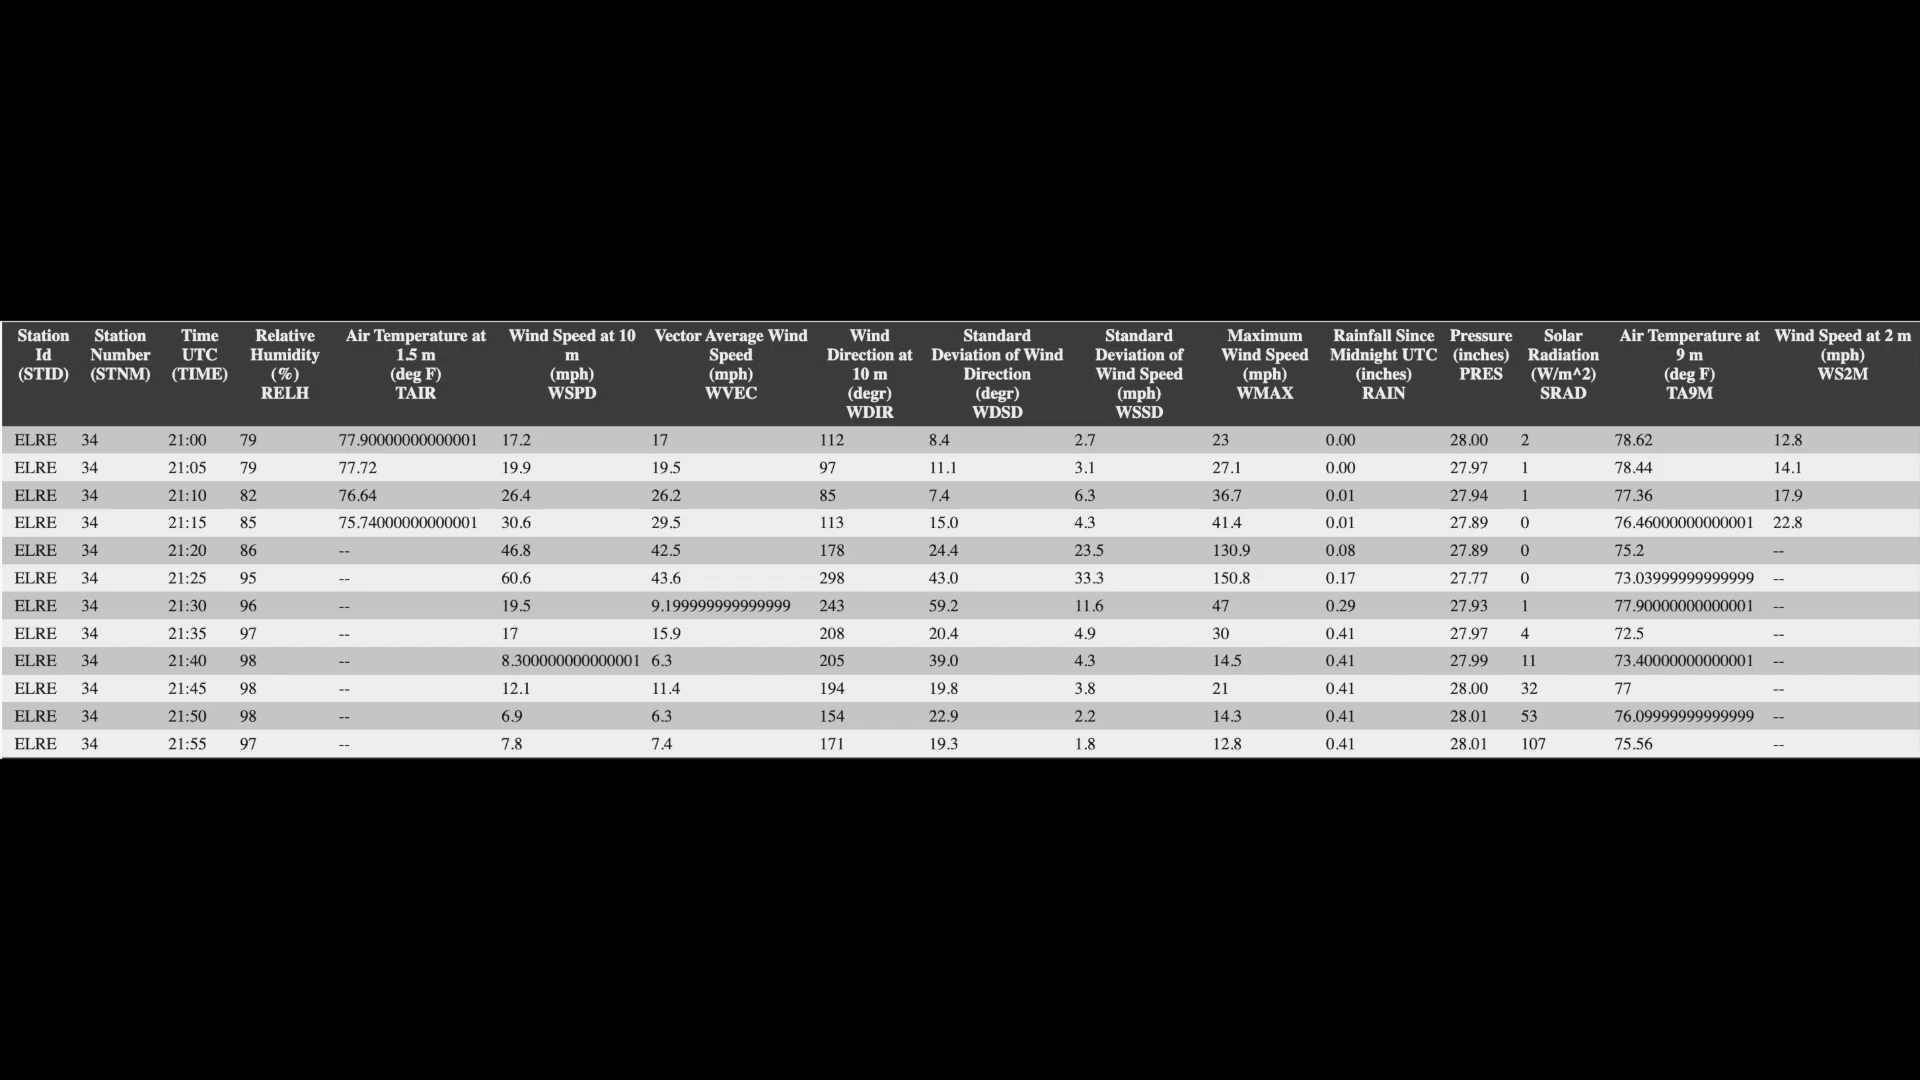 Station Id (STID) Station Number (STNM) Time UTC (TIME) Relative Humidity (%) RELH Air Temperature at 1.5 m (deg F) TAIR Wind Speed at 10 m (mph) WSPD Vector Average Wind Speed (mph) WVEC Wind Direction at 10 m (degr) WDIR Standard Deviation of Wind Direction (degr) WDSD Standard Deviation of Wind Speed (mph) WSSD Maximum Wind Speed (mph) WMAX Rainfall Since Midnight UTC (inches) RAIN Pressure (inches) PRES Solar Radiation (W/m^2) SRAD Air Temperature at 9 m (deg F) TA9M Wind Speed at 2 m (mph) WS2M
ELRE 34 21:00 79 77.90000000000001 17.2 17 112 8.4 2.7 23 0.00 28.00 2 78.62 12.8
ELRE 34 21:05 79 77.72 19.9 19.5 97 11.1 3.1 27.1 0.00 27.97 1 78.44 14.1
ELRE 34 21:10 82 76.64 26.4 26.2 85 7.4 6.3 36.7 0.01 27.94 1 77.36 17.9
ELRE 34 21:15 85 75.74000000000001 30.6 29.5 113 15.0 4.3 41.4 0.01 27.89 0 76.46000000000001 22.8
ELRE 34 21:20 86 -- 46.8 42.5 178 24.4 23.5 130.9 0.08 27.89 0 75.2 --
ELRE 34 21:25 95 -- 60.6 43.6 298 43.0 33.3 150.8 0.17 27.77 0 73.03999999999999 --
ELRE 34 21:30 96 -- 19.5 9.199999999999999 243 59.2 11.6 47 0.29 27.93 1 77.90000000000001 --
ELRE 34 21:35 97 -- 17 15.9 208 20.4 4.9 30 0.41 27.97 4 72.5 --
ELRE 34 21:40 98 -- 8.300000000000001 6.3 205 39.0 4.3 14.5 0.41 27.99 11 73.40000000000001 --
ELRE 34 21:45 98 -- 12.1 11.4 194 19.8 3.8 21 0.41 28.00 32 77 --
ELRE 34 21:50 98 -- 6.9 6.3 154 22.9 2.2 14.3 0.41 28.01 53 76.09999999999999 --
ELRE 34 21:55 97 -- 7.8 7.4 171 19.3 1.8 12.8 0.41 28.01 107 75.56 --